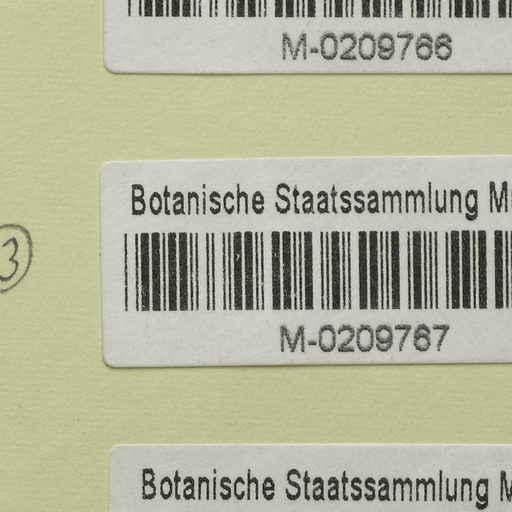 M-0209766
Botanische Staatssammlung
3
M-0209767
Botanische Staatssammlung